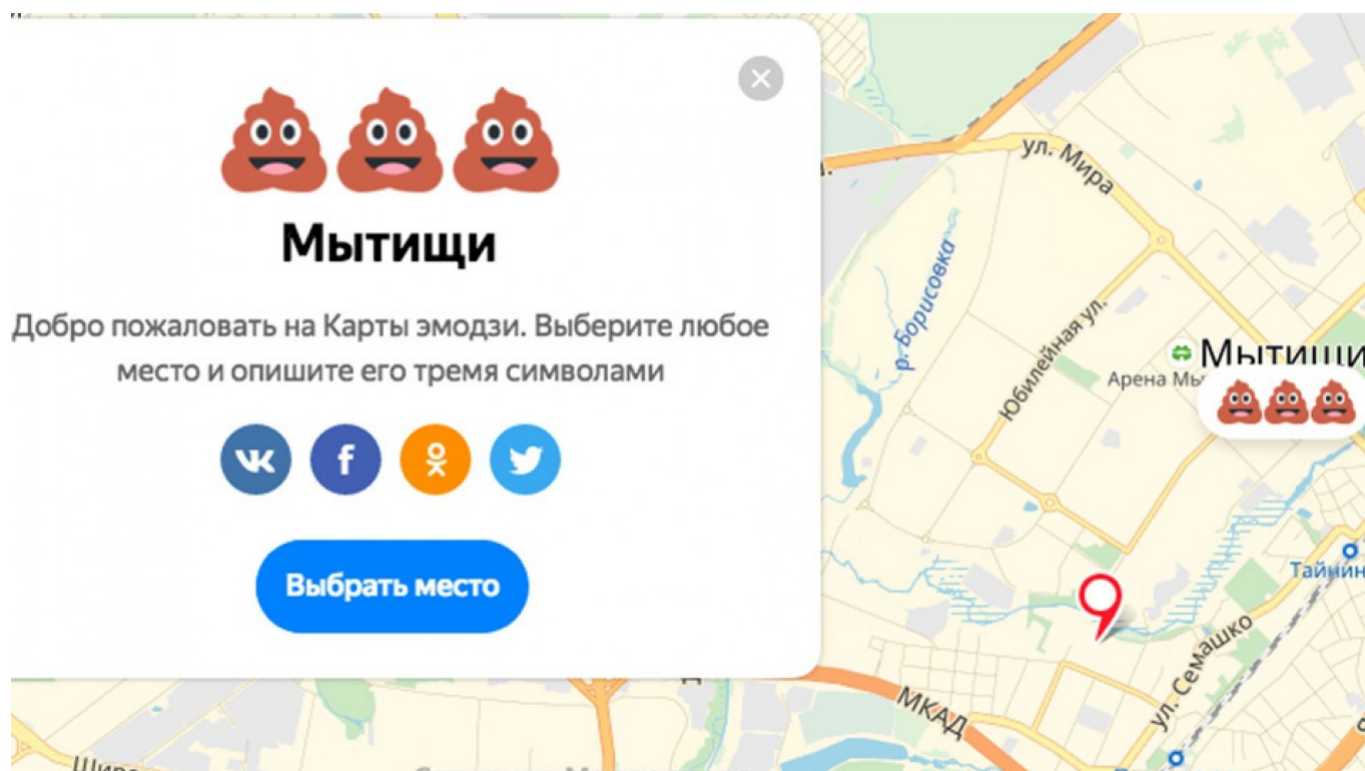 💩💩💩
Мытищи
Добро пожаловать на Карты эмодзи. Выберите любое
место и опишите его тремя символами
Выбрать место
ул. Мира
р. Борисовка
Юбилейная ул.
Мытищи
Арена Мы
💩💩💩
Тайнин
ул. Семашко
МКАД